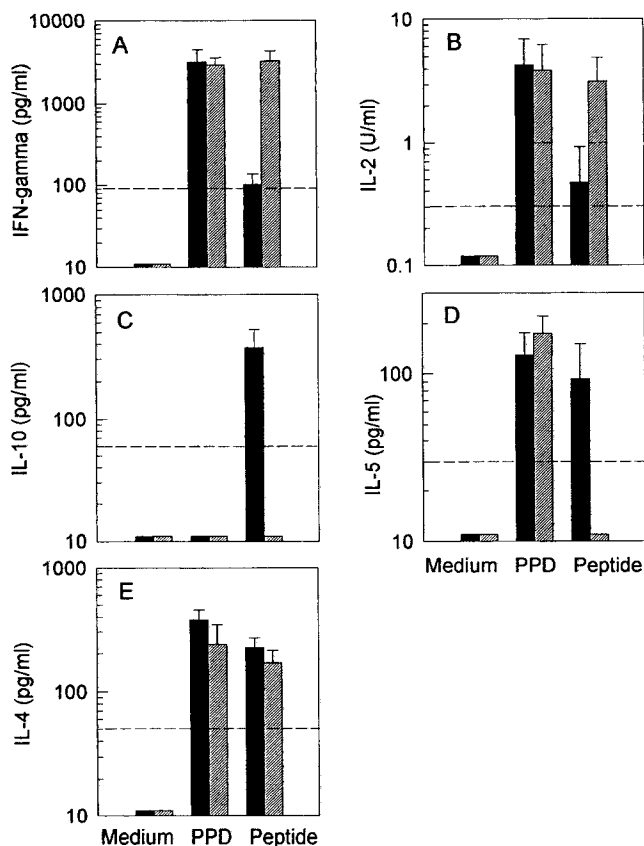 A
IFN-gamma (pg/ml)
10000
1000
100
10
B
IL-2 (U/ml)
10
1
0.1
C
IL-10 (pg/ml)
1000
100
10
D
IL-5 (pg/ml)
100
10
Medium PPD Peptide
E
IL-4 (pg/ml)
1000
100
10
Medium PPD Peptide